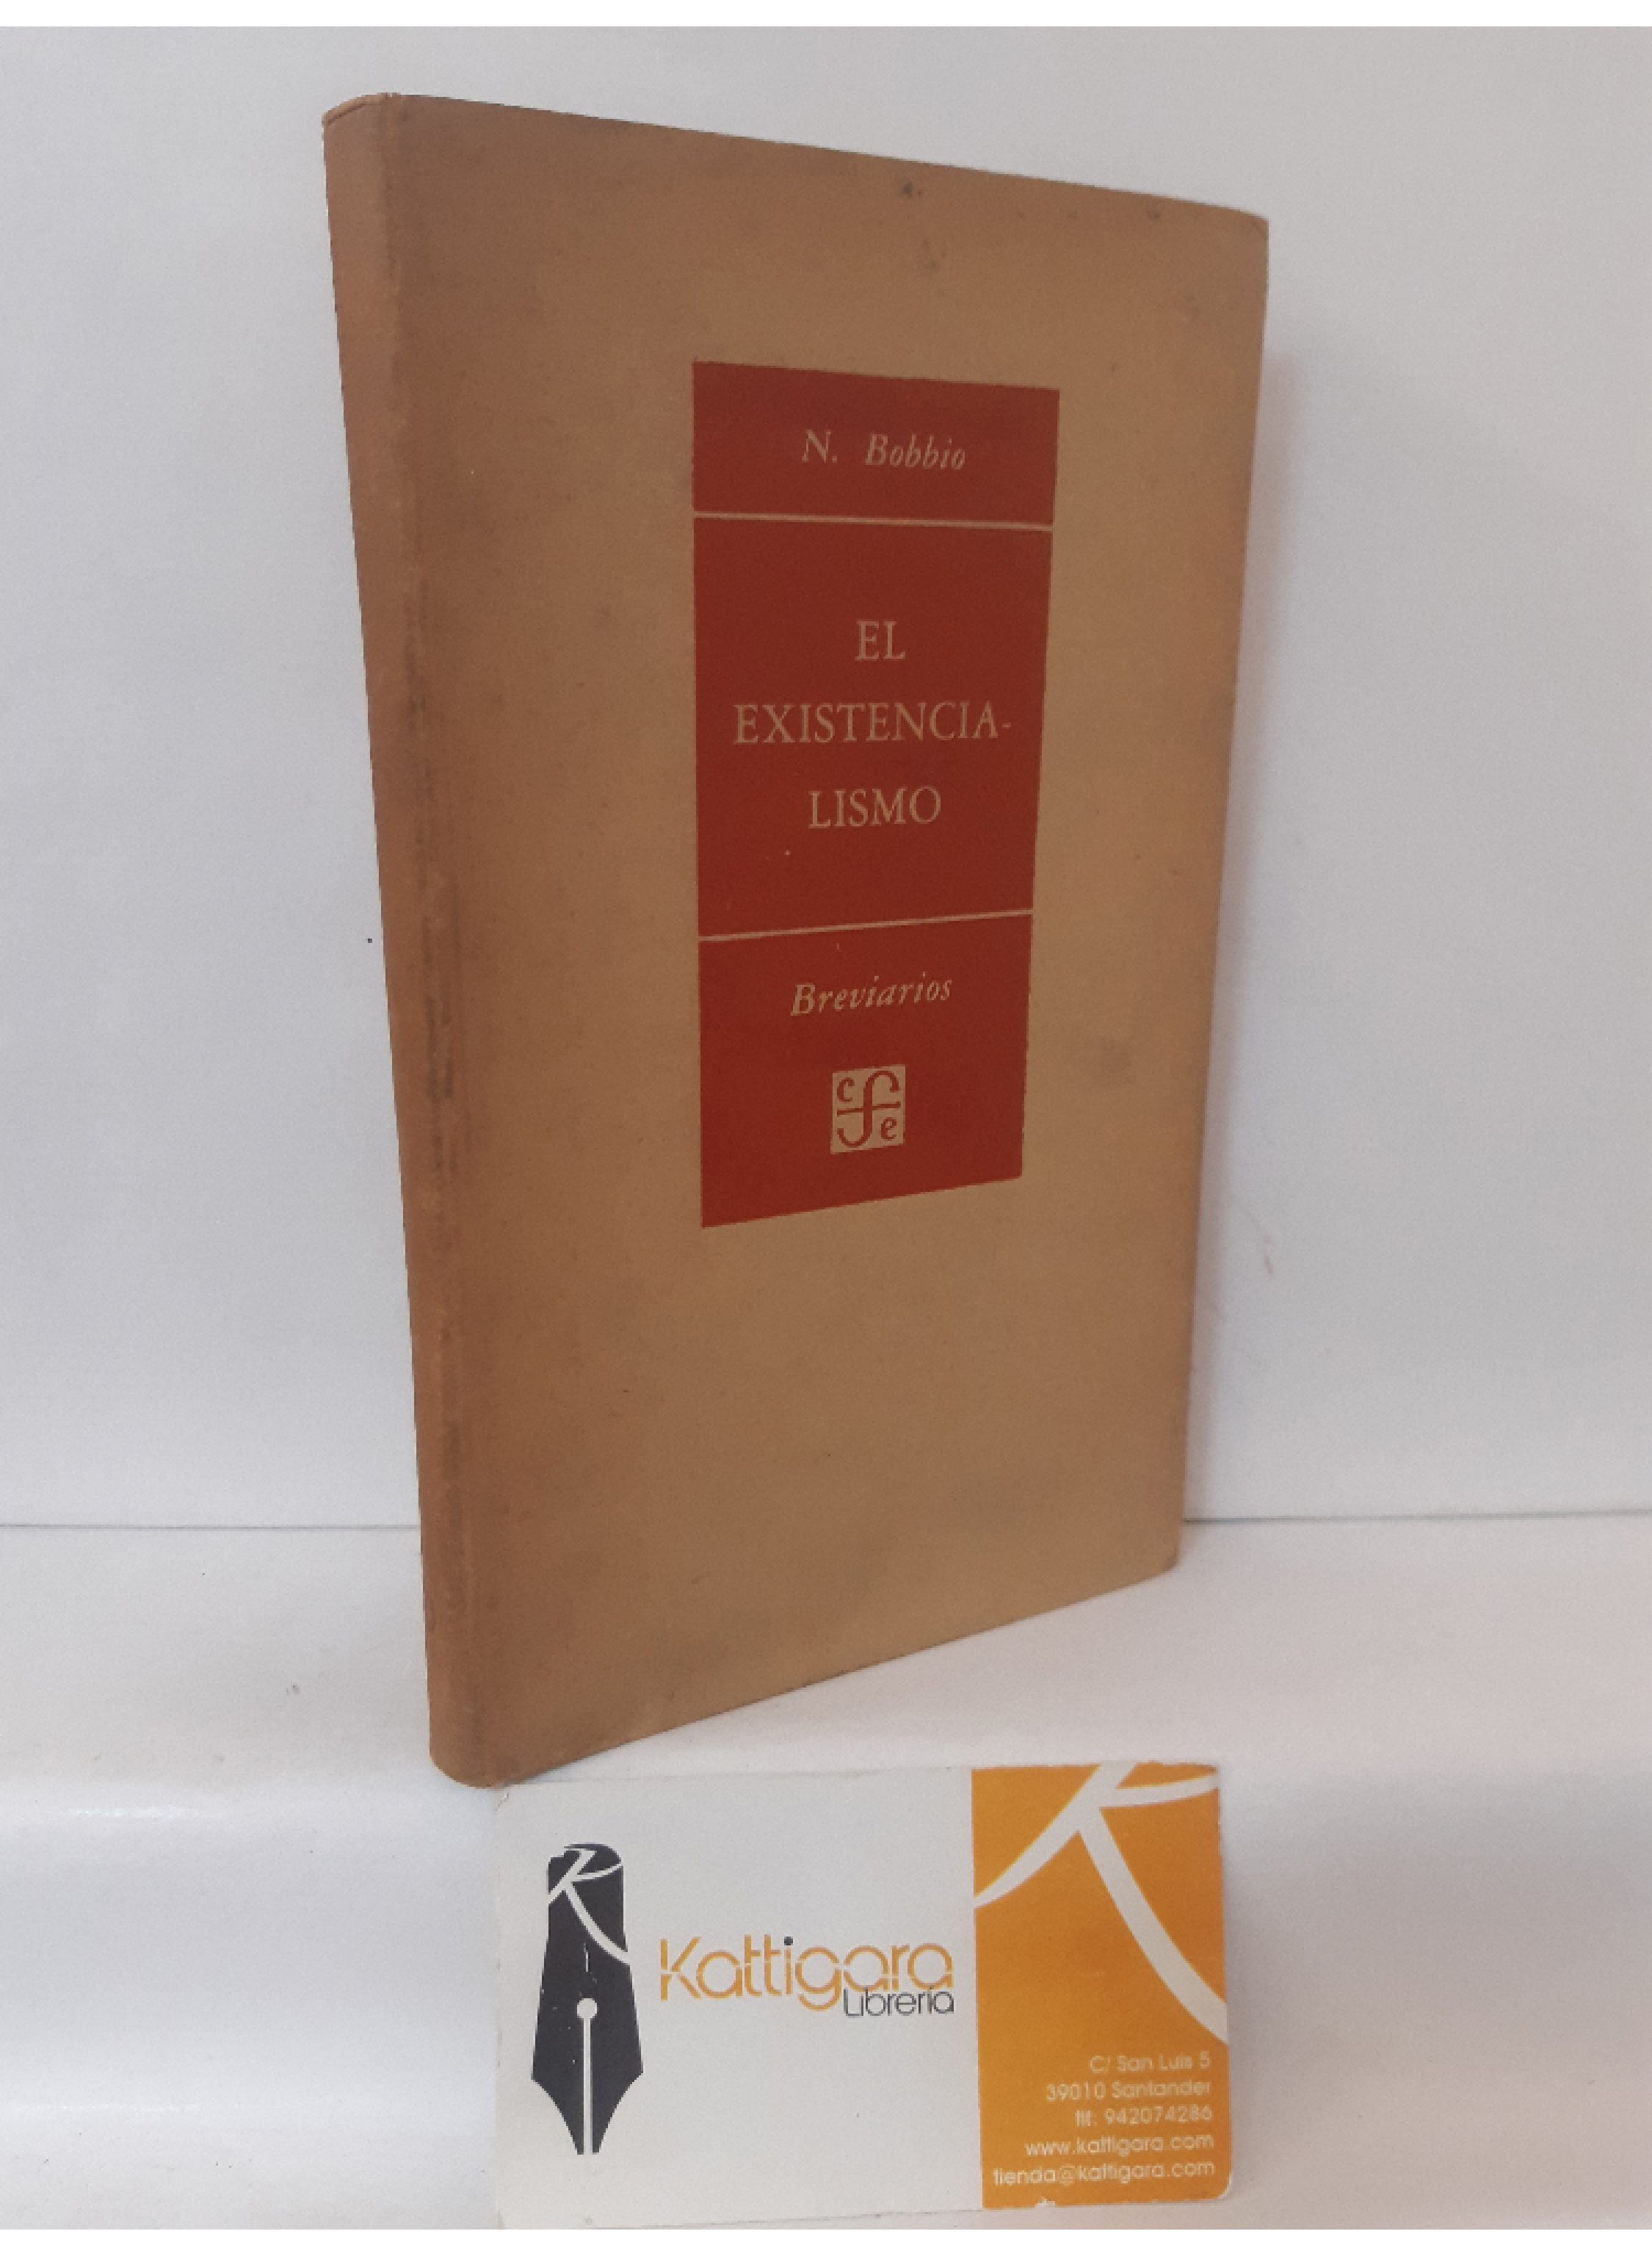 N. Bobbio
EL
EXISTENCIA-
LISMO
Breviarios
c f e
K
Kattigara
Librería
C/ San Luis 5
39010 Santander
tlf: 942074286
www.kattigara.com
tienda@kattigara.com